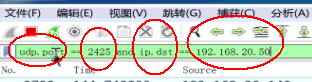 文件(F) 编辑(E) 视图(V) 跳转(G) 捕获(C) 分析(A)
udp.port == 2425 and ip.dst == 192.168.20.50
No. Time Source